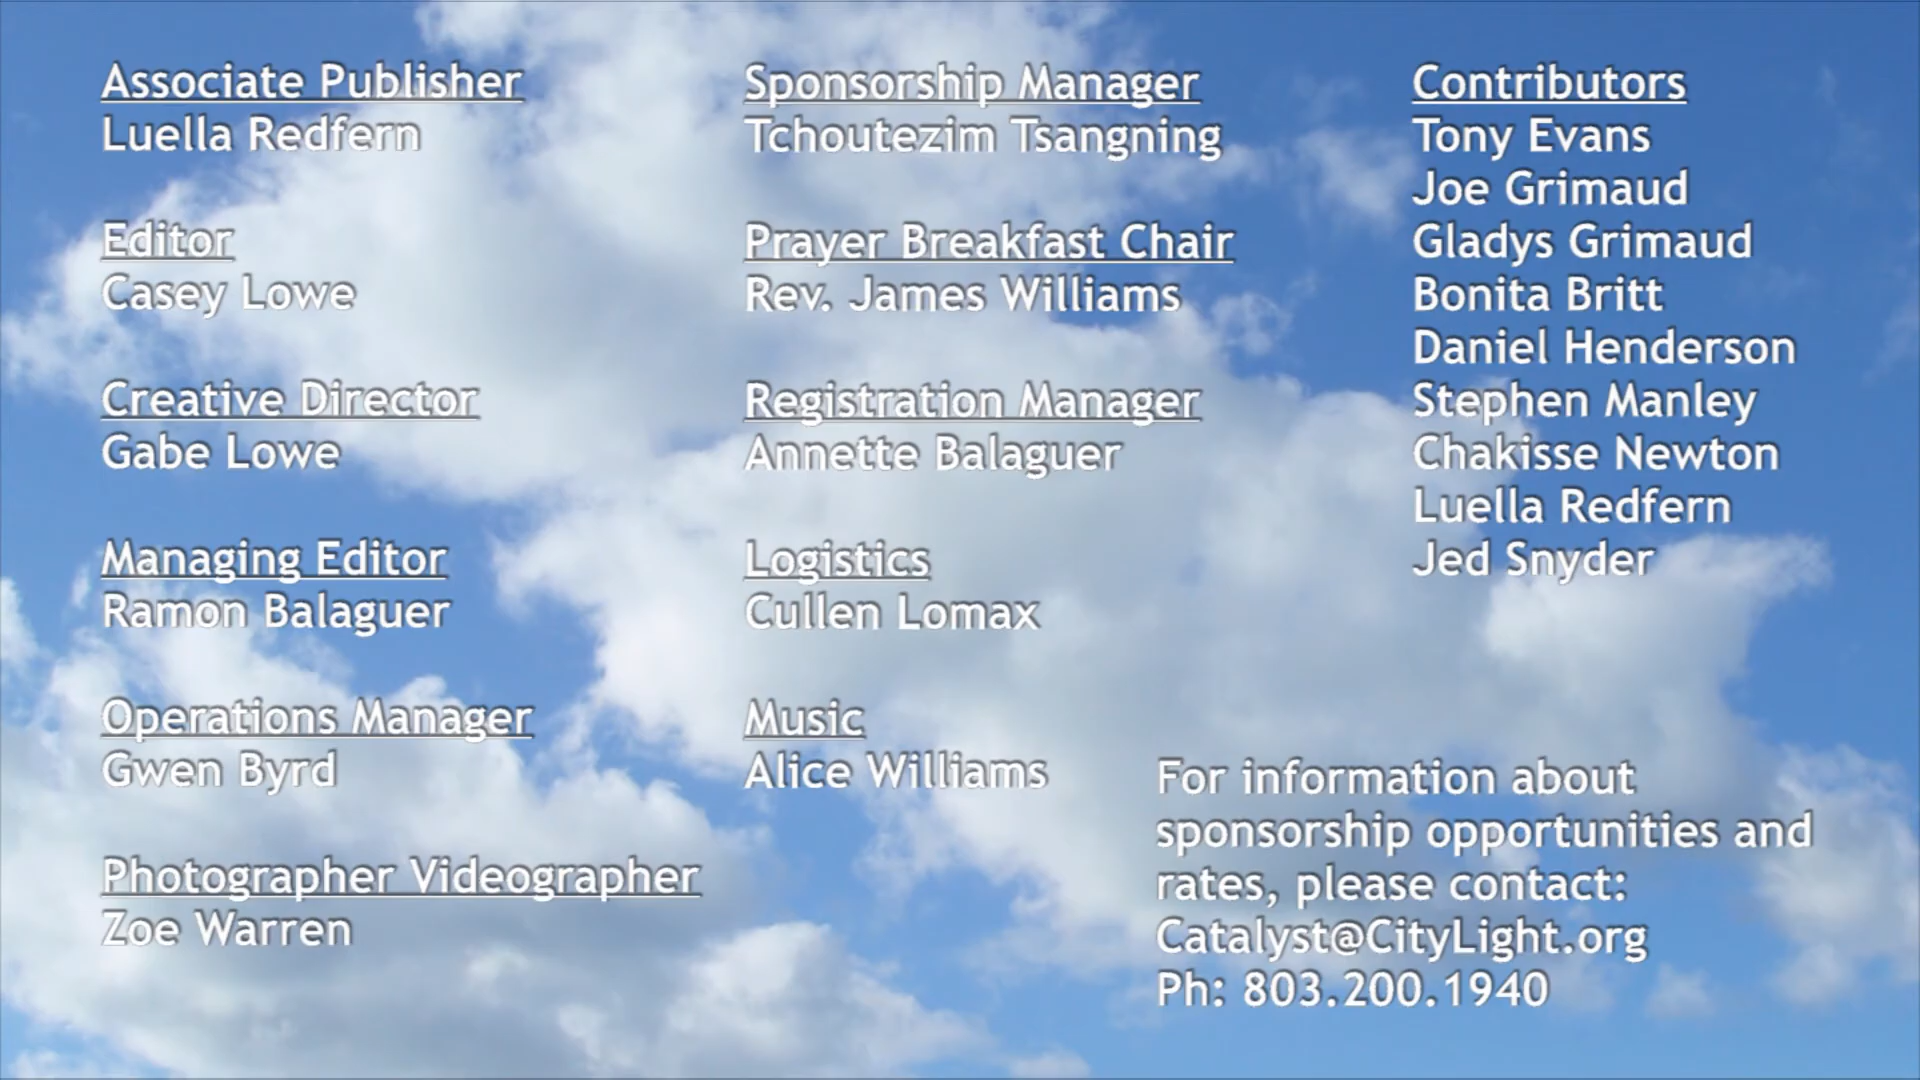 Associate Publisher
Luella Redfern
Editor
Casey Lowe
Creative Director
Gabe Lowe
Managing Editor
Ramon Balaguer
Operations Manager
Gwen Byrd
Photographer Videographer
Zoe Warren
Sponsorship Manager
Tchoutezim Tsangning
Prayer Breakfast Chair
Rev. James Williams
Registration Manager
Annette Balaguer
Logistics
Cullen Lomax
Music
Alice Williams
Contributors
Tony Evans
Joe Grimaud
Gladys Grimaud
Bonita Britt
Daniel Henderson
Stephen Manley
Chakisse Newton
Luella Redfern
Jed Snyder
For information about
sponsorship opportunities and
rates, please contact:
Catalyst@CityLight.org
Ph: 803.200.1940